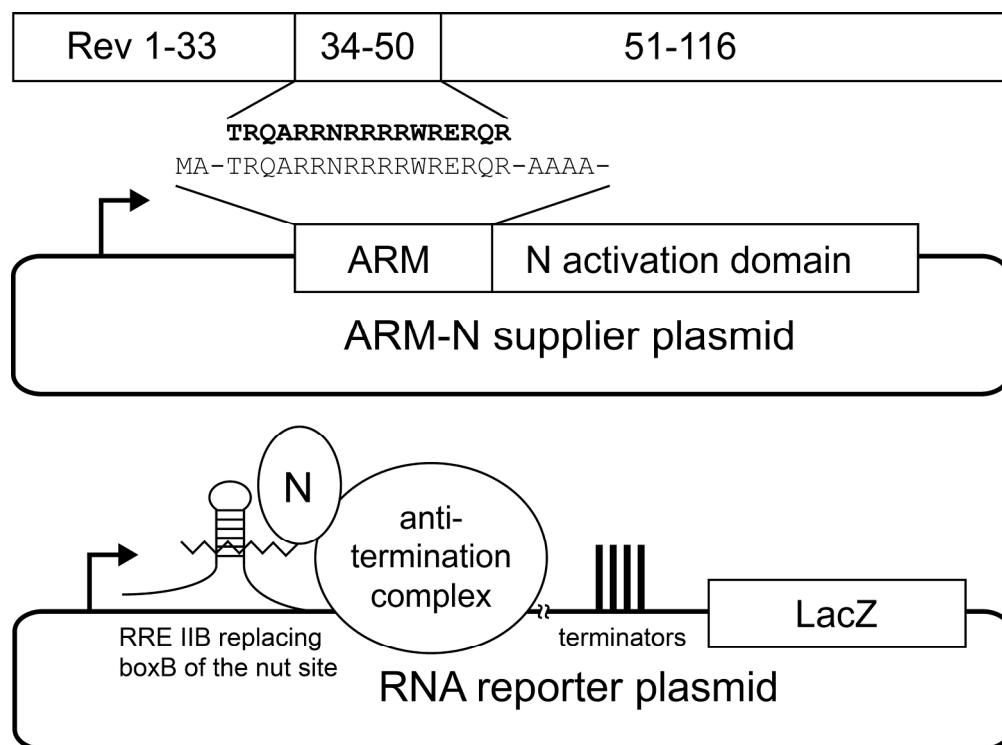 Rev 1-33 34-50 51-116
TRQARRNRRRRWRERQR
MA-TRQARRNRRRRWRERQR-AAAA-
ARM N activation domain
ARM-N supplier plasmid
N
anti-
termination
complex
LacZ
terminators
RRE IIB replacing
boxB of the nut site
RNA reporter plasmid